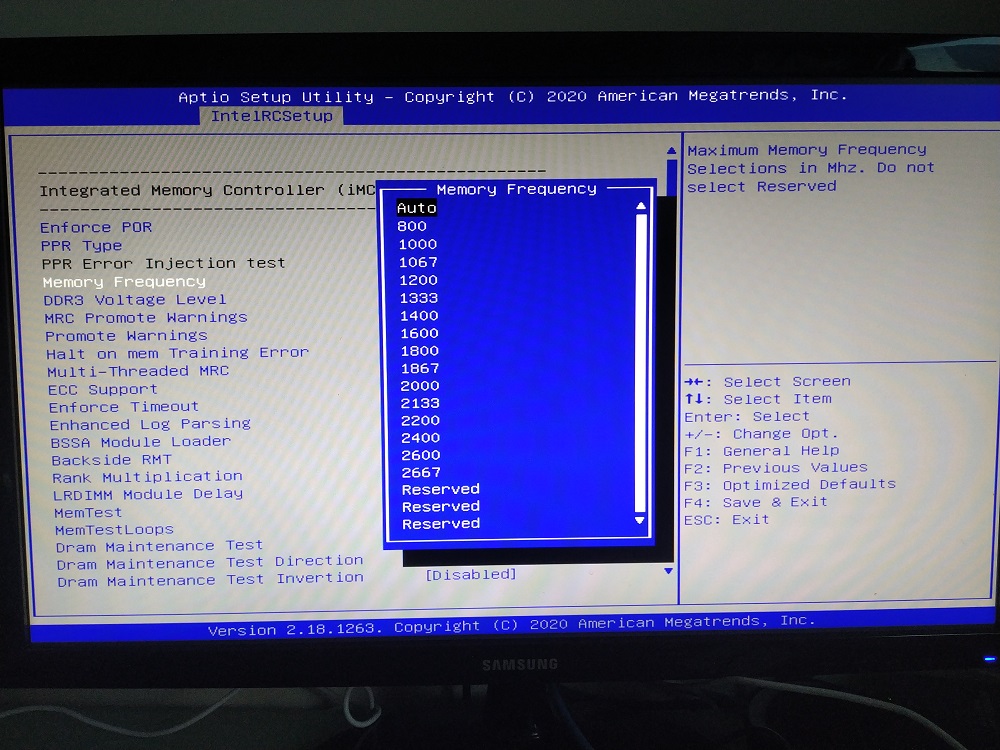 Aptio Setup Utility – Copyright (C) 2020 American Megatrends, Inc.
IntelRCSetup
Integrated Memory Controller (iMC
Enforce POR
PPR Type
PPR Error Injection test
Memory Frequency
DDR3 Voltage Level
MRC Promote Warnings
Promote Warnings
Halt on mem Training Error
Multi-Threaded MRC
ECC Support
Enforce Timeout
Enhanced Log Parsing
BSSA Module Loader
Backside RMT
Rank Multiplication
LRDIMM Module Delay
MemTest
MemTestLoops
Dram Maintenance Test
Dram Maintenance Test Direction
Dram Maintenance Test Invertion [Disabled]
Memory Frequency
Auto
800
1000
1067
1200
1333
1400
1600
1800
1867
2000
2133
2200
2400
2600
2667
Reserved
Reserved
Reserved
Maximum Memory Frequency
Selections in Mhz. Do not
select Reserved
→←: Select Screen
↑↓: Select Item
Enter: Select
+/-: Change Opt.
F1: General Help
F2: Previous Values
F3: Optimized Defaults
F4: Save & Exit
ESC: Exit
Version 2.18.1263. Copyright (C) 2020 American Megatrends, Inc.
SAMSUNG